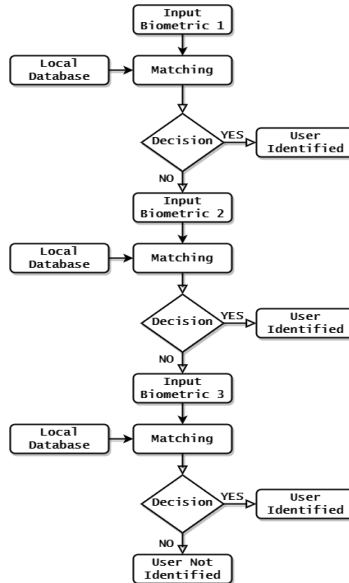 Input
Biometric 1
Local
Database
Matching
Decision
YES
User
Identified
NO
Input
Biometric 2
Local
Database
Matching
Decision
YES
User
Identified
NO
Input
Biometric 3
Local
Database
Matching
Decision
YES
User
Identified
NO
User Not
Identified